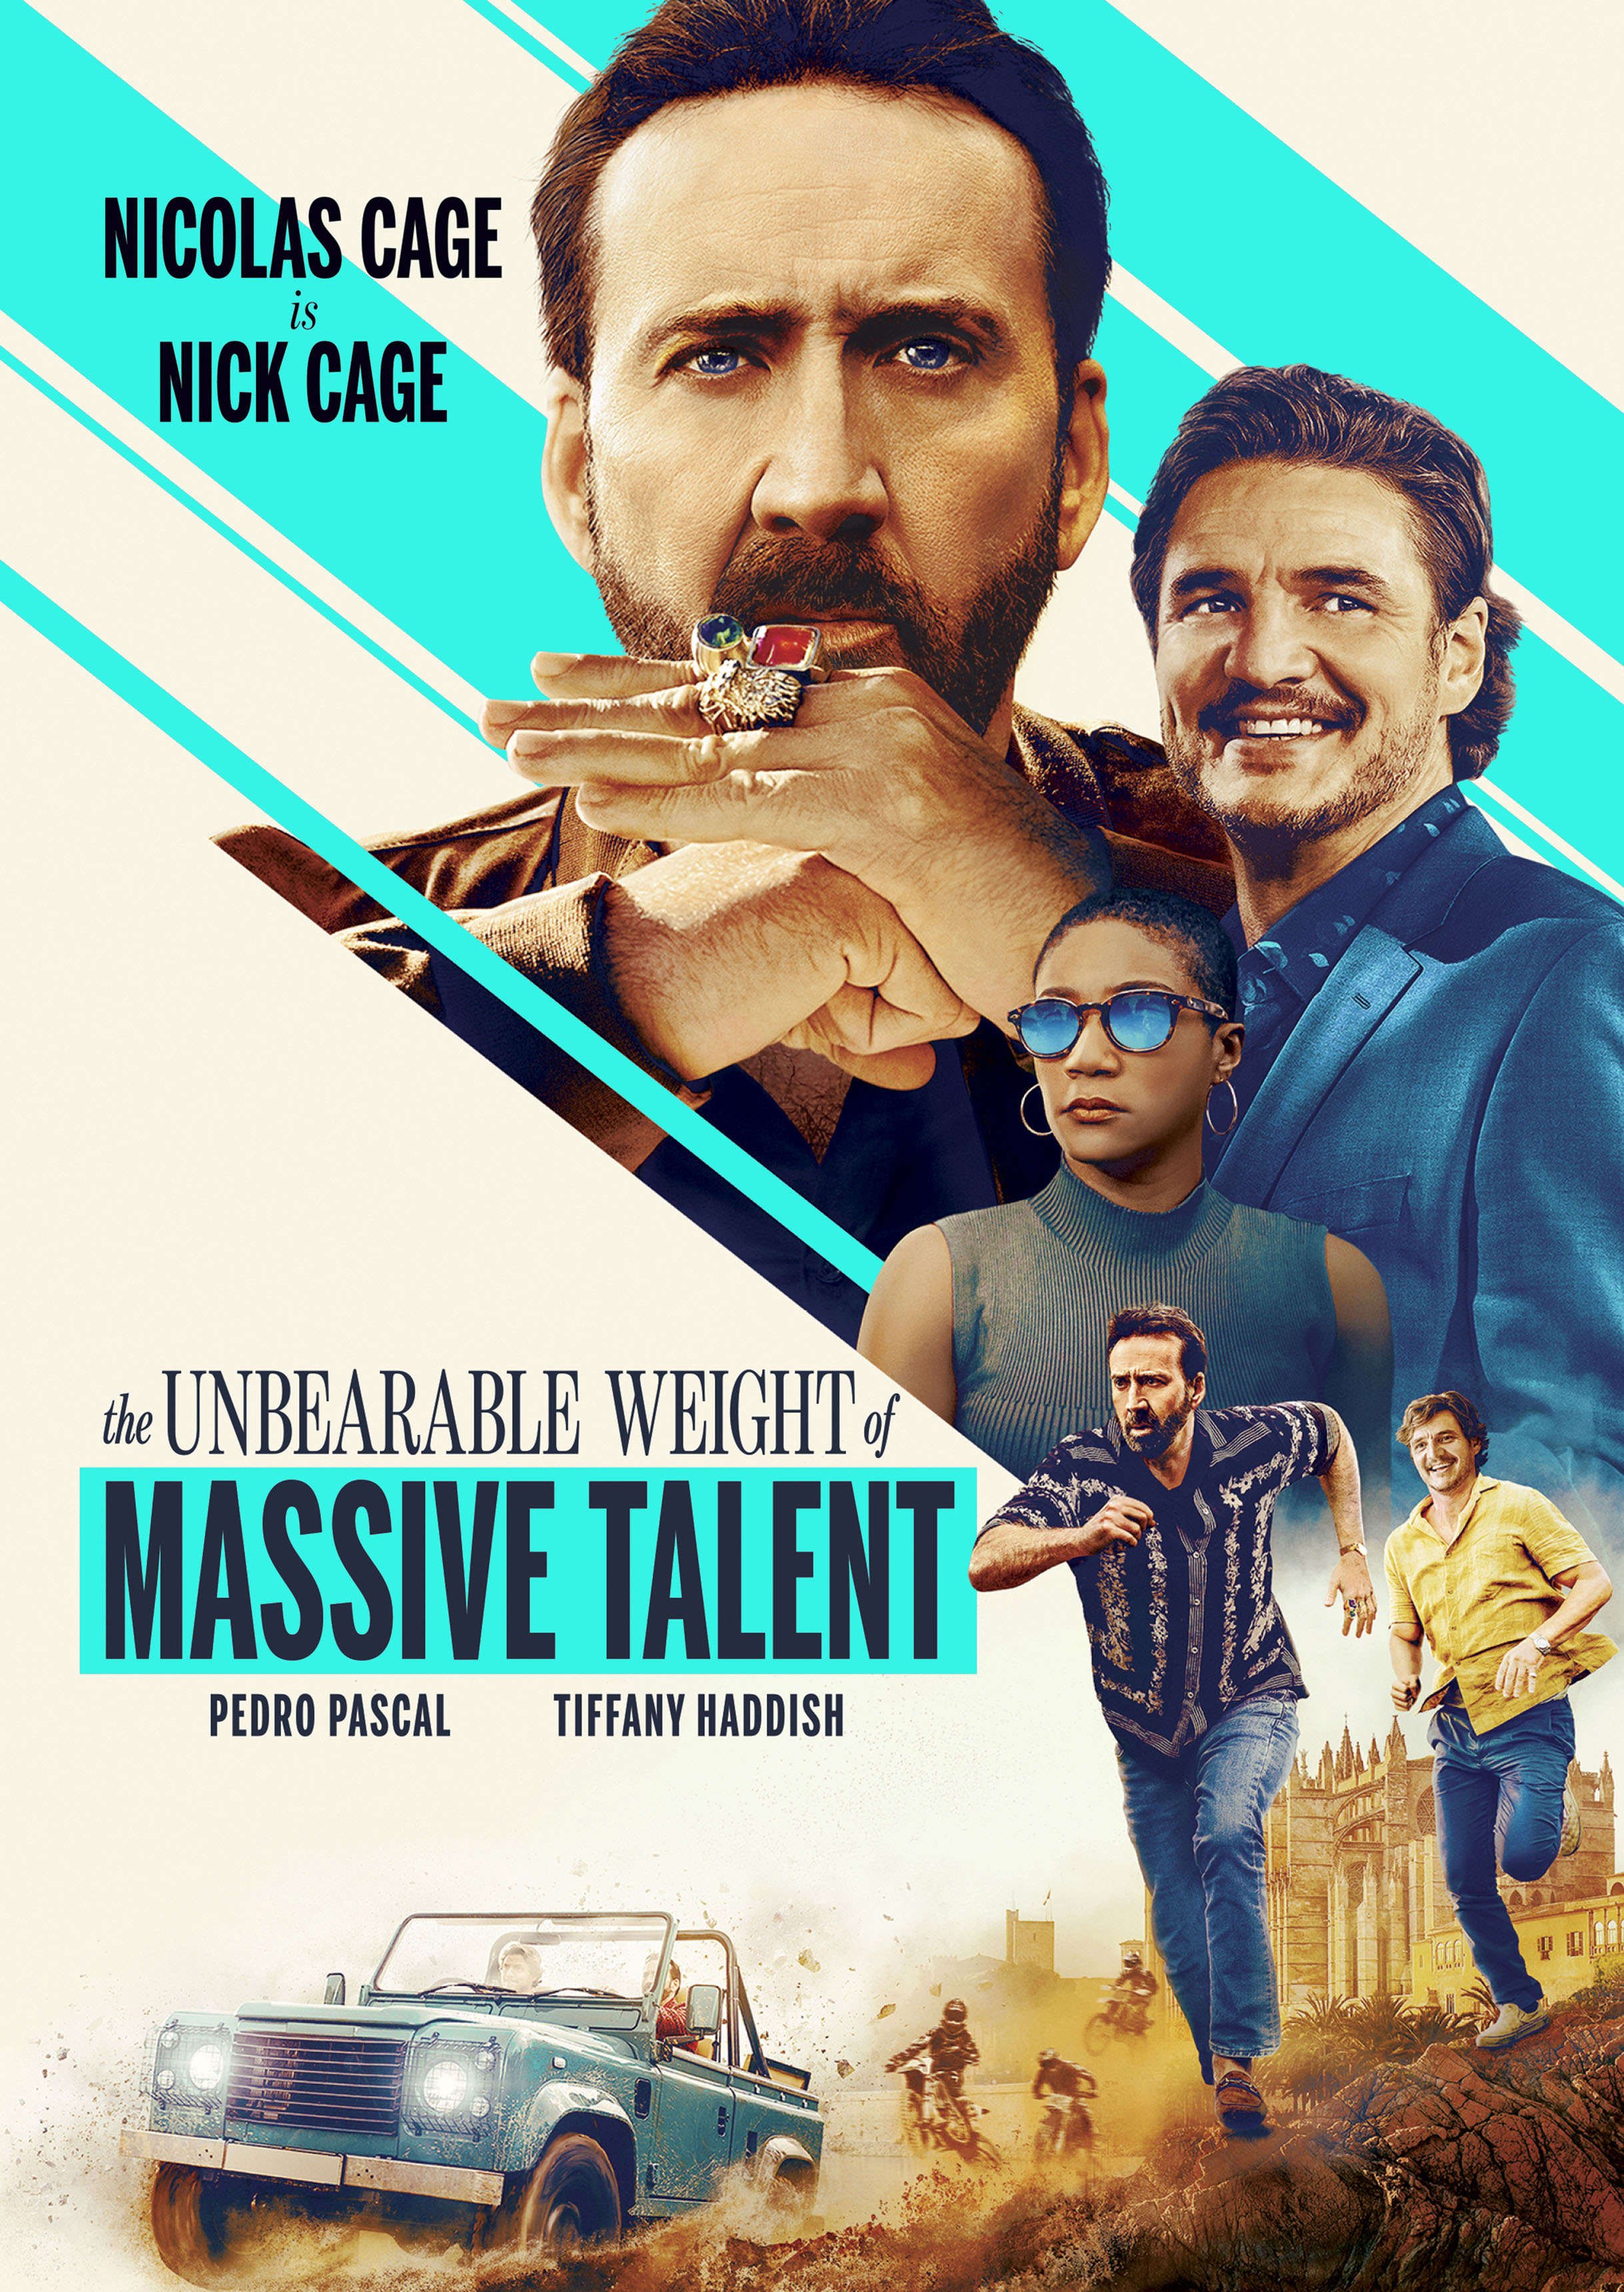 NICOLAS CAGE
is
NICK CAGE
the UNBEARABLE WEIGHT of
MASSIVE TALENT
PEDRO PASCAL TIFFANY HADDISH